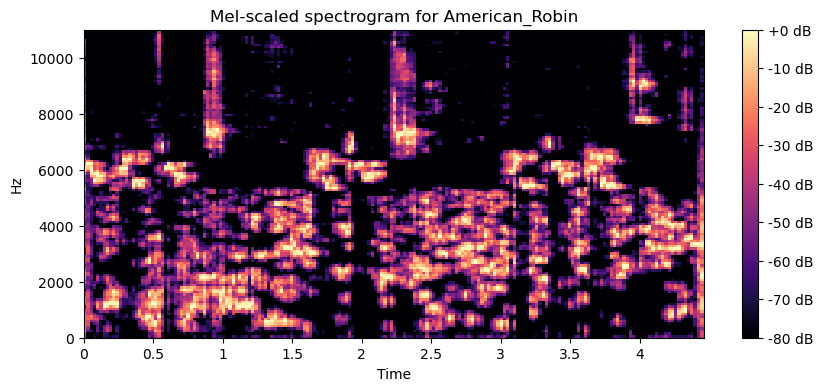 Mel-scaled spectrogram for American_Robin
Hz
10000
8000
6000
4000
2000
0
0 0.5 1 1.5 2 2.5 3 3.5 4
Time
+0 dB
-10 dB
-20 dB
-30 dB
-40 dB
-50 dB
-60 dB
-70 dB
-80 dB